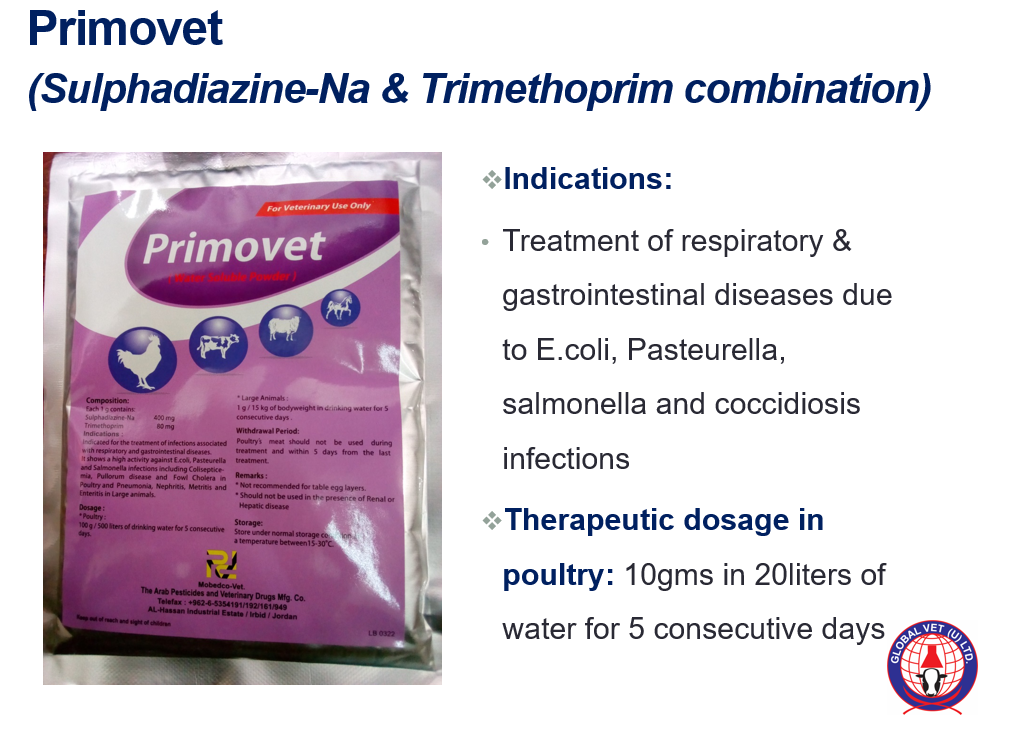 Primovet
(Sulphadiazine-Na & Trimethoprim combination)
For Veterinary Use Only
Primovet
( Water Soluble Powder )
Composition:
Each 1 g contains:
Sulphadiazine-Na 400 mg
Trimethoprim 80 mg
Indications :
Indicated for the treatment of infections associated
with respiratory and gastrointestinal diseases.
It shows a high activity against E.coli, Pasteurella
and Salmonella infections including Coliseptice-
mia, Pullorum disease and Fowl Cholera in
Poultry and Pneumonia, Nephritis, Metritis and
Enteritis in Large animals.
Dosage :
* Poultry :
100 g / 500 liters of drinking water for 5 consecutive
days.
* Large Animals :
1 g / 15 kg of bodyweight in drinking water for 5
consecutive days .
Withdrawal Period:
Poultry's meat should not be used during
treatment and within 5 days from the last
treatment.
Remarks :
* Not recommended for table egg layers.
* Should not be used in the presence of Renal or
Hepatic disease
Storage:
Store under normal storage
a temperature between 15-30°C.
Mobedco-Vet.
The Arab Pesticides and Veterinary Drugs Mfg. Co.
Telefax : +962-6-5354191/192/161/949
AL-Hassan Industrial Estate / Irbid / Jordan
Keep out of reach and sight of children
LB 0322
❖Indications:
• Treatment of respiratory &
gastrointestinal diseases due
to E.coli, Pasteurella,
salmonella and coccidiosis
infections
❖Therapeutic dosage in
poultry: 10gms in 20liters of
water for 5 consecutive days
GLOBAL VET (U) LTD.